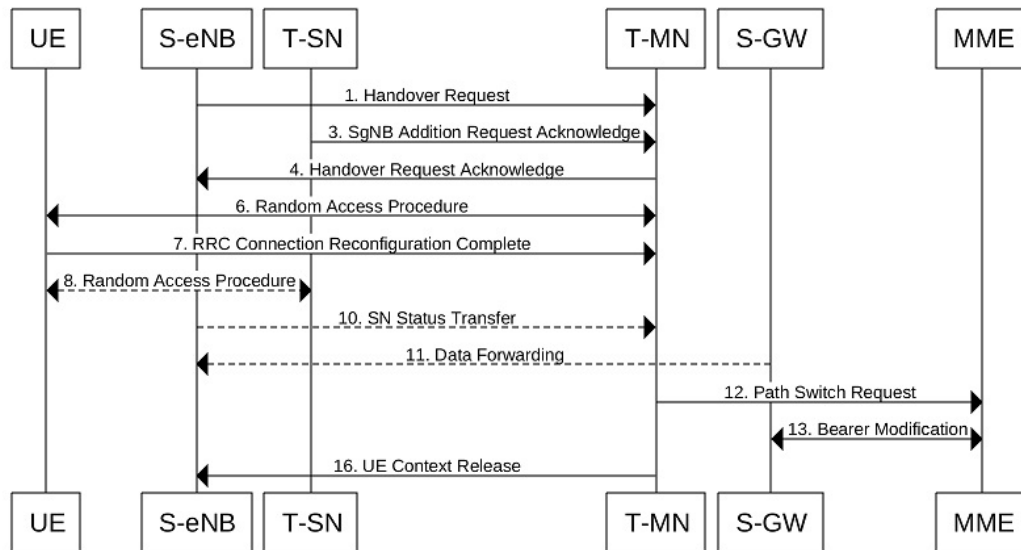 UE S-eNB T-SN T-MN S-GW MME
1. Handover Request
3. SgNB Addition Request Acknowledge
4. Handover Request Acknowledge
6. Random Access Procedure
7. RRC Connection Reconfiguration Complete
8. Random Access Procedure
10. SN Status Transfer
11. Data Forwarding
12. Path Switch Request
13. Bearer Modification
16. UE Context Release
UE S-eNB T-SN T-MN S-GW MME